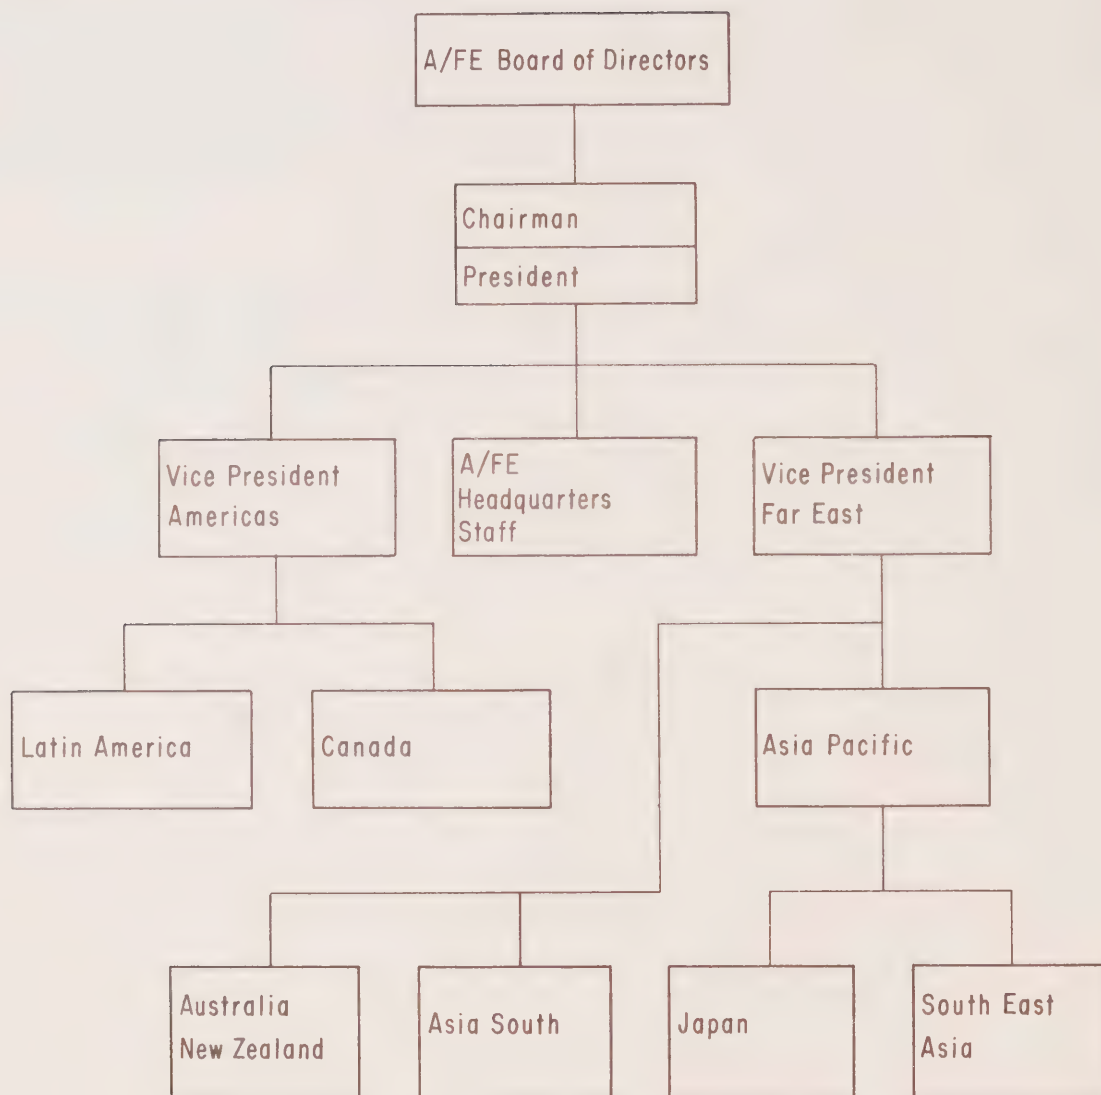 A/FE Board of Directors
Chairman
President
Vice President
Americas
A/FE
Headquarters
Staff
Vice President
Far East
Latin America
Canada
Asia Pacific
Australia
New Zealand
Asia South
Japan
South East
Asia